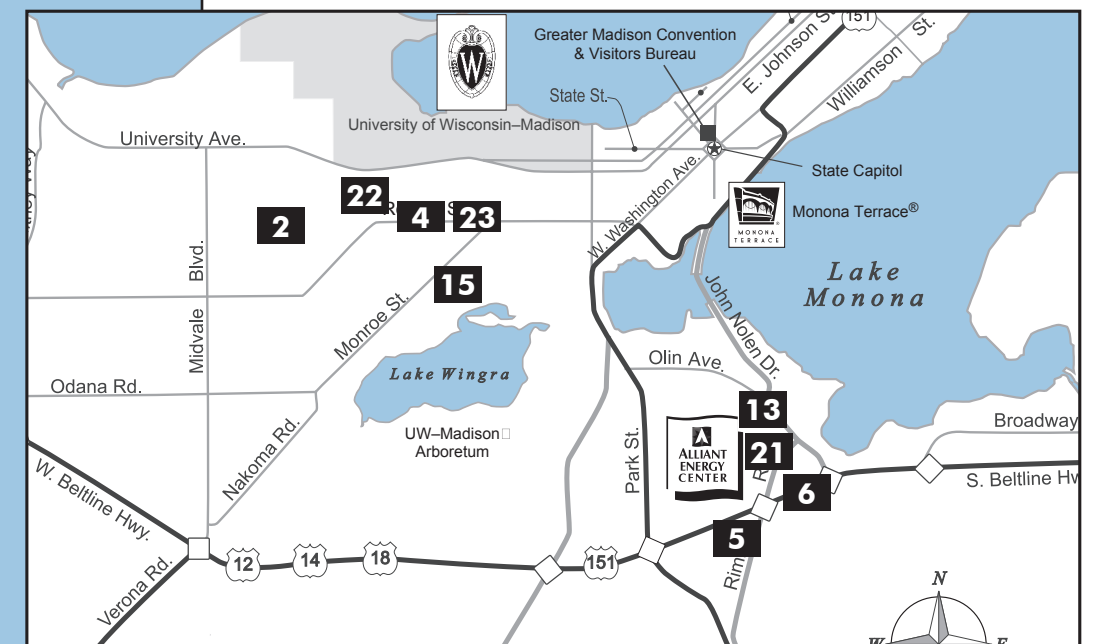 151
St.
Greater Madison Convention
& Visitors Bureau
E. Johnson S
Williamson
W
State St.
University of Wisconsin–Madison
University Ave.
State Capitol
W. Washington Ave.
22
MONONA
TERRACE
Monona Terrace®
4
23
2
Blvd.
15
Lake
Monona
John Nolen Dr.
Monroe St.
Midvale
Olin Ave.
Lake Wingra
Odana Rd.
13
Broadway
UW–Madison
Arboretum
Nakoma Rd.
Park St.
ALLIANT
ENERGY
CENTER
21
R
W. Beltline Hwy.
S. Beltline Hw
6
5
12
14
18
151
Rim
Verona Rd.
N
W
E